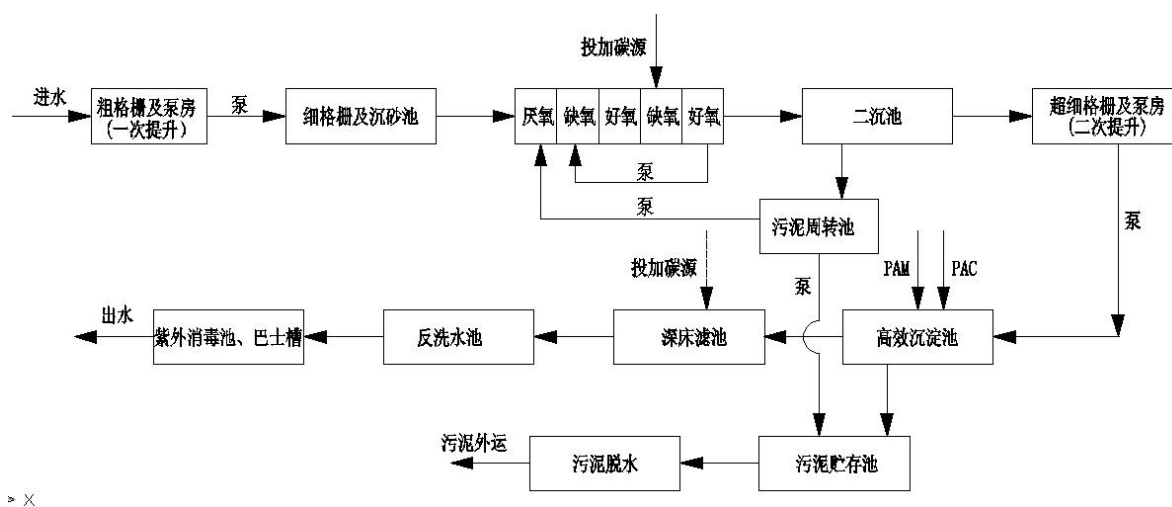 投加碳源
进水
粗格栅及泵房
(一次提升)
泵
细格栅及沉砂池
厌氧
缺氧
好氧
缺氧
好氧
二沉池
超细格栅及泵房
(二次提升)
泵
泵
污泥周转池
泵
投加碳源
泵
PAM
PAC
出水
紫外消毒池、巴士槽
反洗水池
深床滤池
高效沉淀池
污泥外运
污泥脱水
污泥贮存池
> X